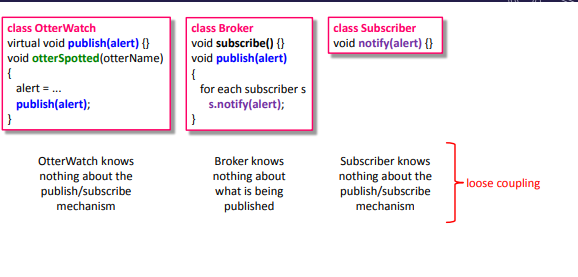 class OtterWatch
virtual void publish(alert) {}
void otterSpotted(otterName)
{
alert = ...
publish(alert);
}
class Broker
void subscribe() {}
void publish(alert)
{
for each subscriber s
s.notify(alert);
}
class Subscriber
void notify(alert) {}
OtterWatch knows
nothing about the
publish/subscribe
mechanism
Broker knows
nothing about
what is being
published
Subscriber knows
nothing about the
publish/subscribe
mechanism
loose coupling